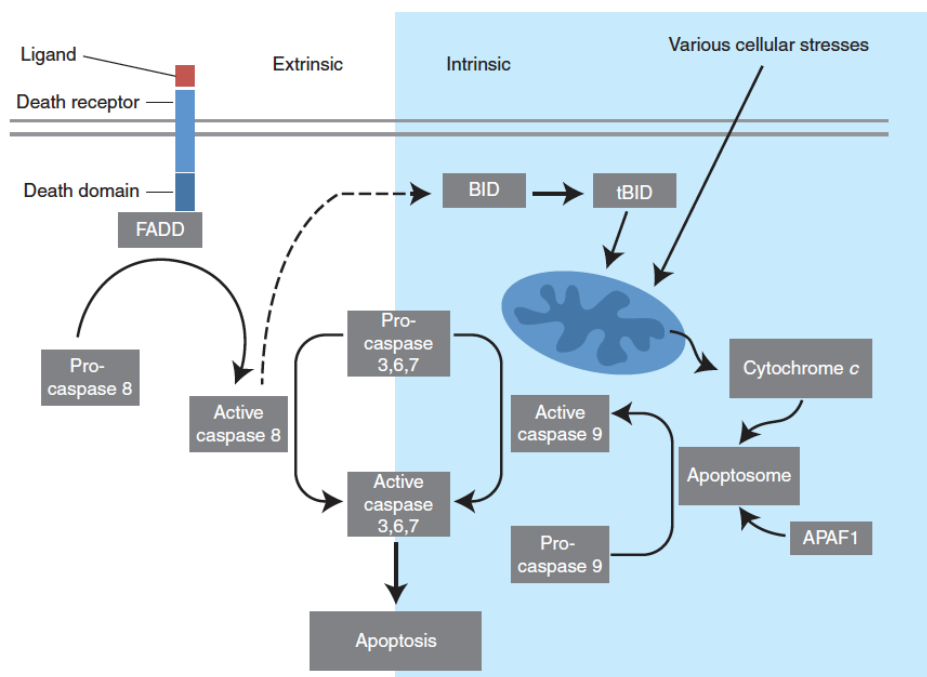 Ligand
Extrinsic
Intrinsic
Various cellular stresses
Death receptor
Death domain
BID
tBID
FADD
Pro-
caspase
3,6,7
Pro-
caspase 8
Cytochrome c
Active
caspase 8
Active
caspase 9
Active
caspase
3,6,7
Apoptosome
Pro-
caspase 9
APAF1
Apoptosis